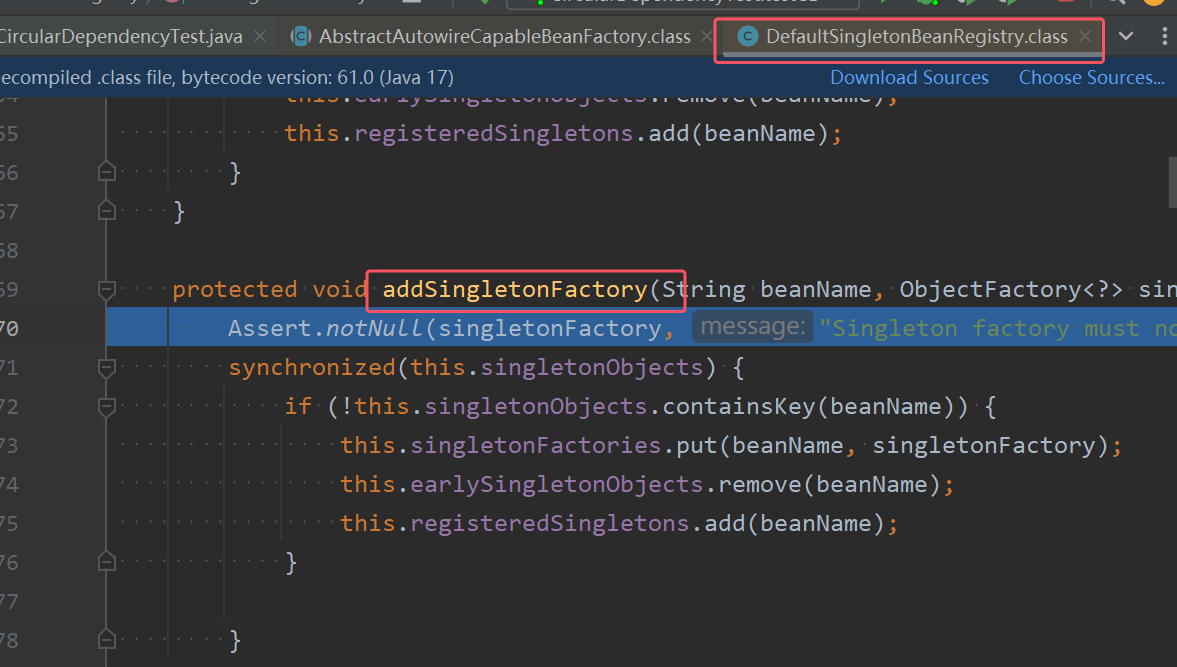 CircularDependencyTest.java AbstractAutowireCapableBeanFactory.class DefaultSingletonBeanRegistry.class
ecompiled .class file, bytecode version: 61.0 (Java 17) Download Sources Choose Sources...
this.earlySingletonObjects.remove(beanName);
55 this.registeredSingletons.add(beanName);
56 }
57 }
58
59 protected void addSingletonFactory(String beanName, ObjectFactory<?> sin
70 Assert.notNull(singletonFactory, message: "Singleton factory must no
71 synchronized(this.singletonObjects) {
72 if (!this.singletonObjects.containsKey(beanName)) {
73 this.singletonFactories.put(beanName, singletonFactory);
74 this.earlySingletonObjects.remove(beanName);
75 this.registeredSingletons.add(beanName);
76 }
77
78 }